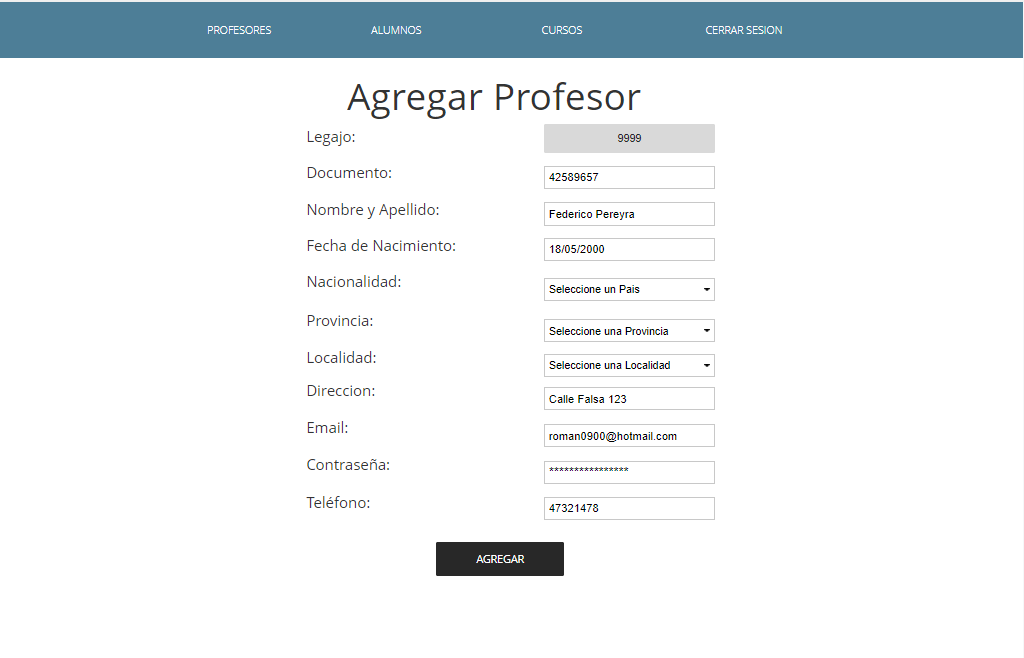 PROFESORES ALUMNOS CURSOS CERRAR SESION
Agregar Profesor
Legajo: 9999
Documento: 42589657
Nombre y Apellido: Federico Pereyra
Fecha de Nacimiento: 18/05/2000
Nacionalidad: Seleccione un Pais
Provincia: Seleccione una Provincia
Localidad: Seleccione una Localidad
Direccion: Calle Falsa 123
Email: roman0900@hotmail.com
Contraseña: ****************
Teléfono: 47321478
AGREGAR